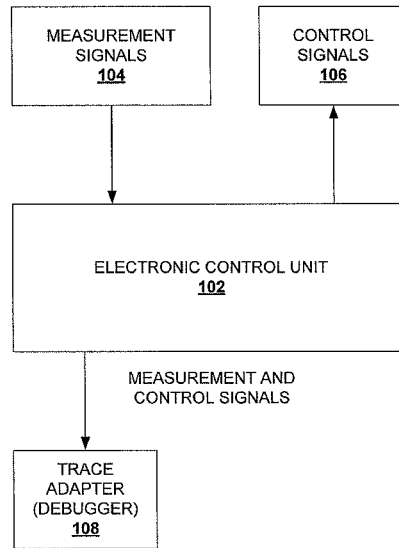 MEASUREMENT
SIGNALS
104
CONTROL
SIGNALS
106
ELECTRONIC CONTROL UNIT
102
MEASUREMENT AND
CONTROL SIGNALS
TRACE
ADAPTER
(DEBUGGER)
108